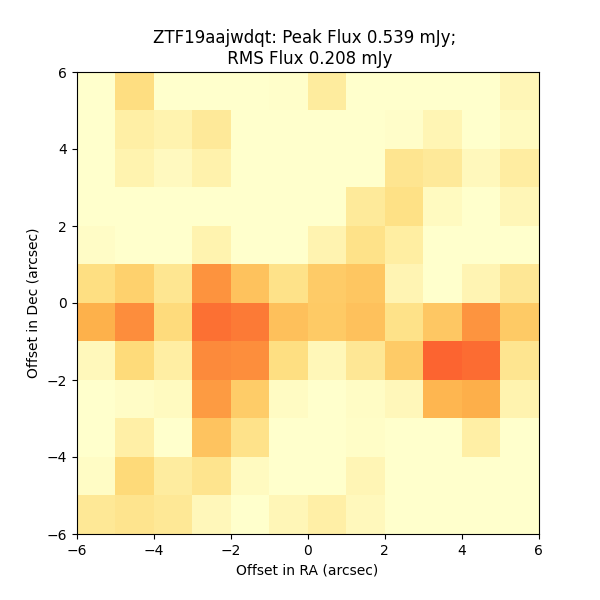 ZTF19aajwdqt: Peak Flux 0.539 mJy;
RMS Flux 0.208 mJy
6
4
2
0
−2
−4
−6
Offset in Dec (arcsec)
−6 −4 −2 0 2 4 6
Offset in RA (arcsec)